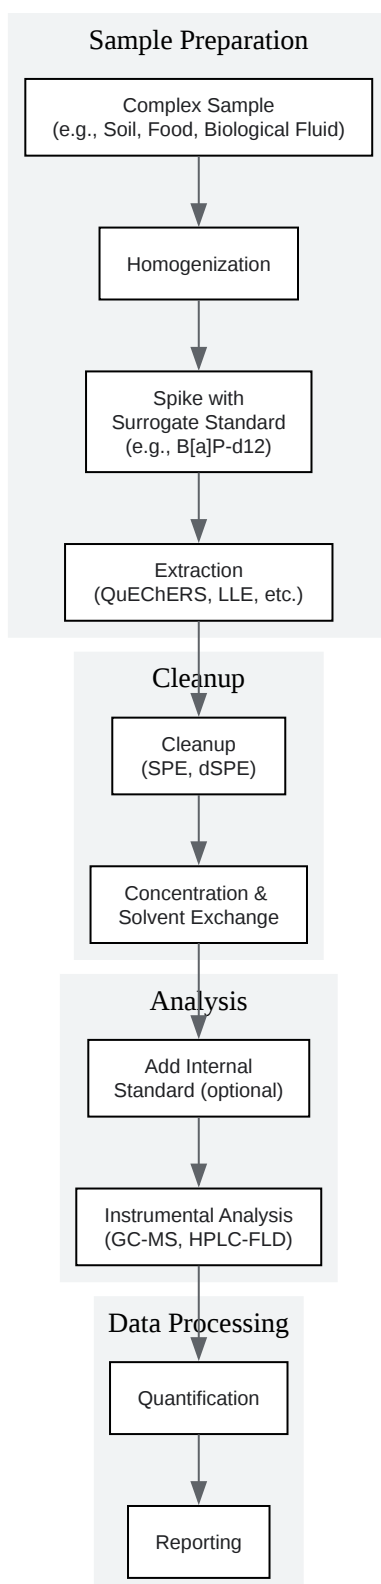 Sample Preparation
Complex Sample
(e.g., Soil, Food, Biological Fluid)
Homogenization
Spike with
Surrogate Standard
(e.g., B[a]P-d12)
Extraction
(QuEChERS, LLE, etc.)
Cleanup
Cleanup
(SPE, dSPE)
Concentration &
Solvent Exchange
Analysis
Add Internal
Standard (optional)
Instrumental Analysis
(GC-MS, HPLC-FLD)
Data Processing
Quantification
Reporting